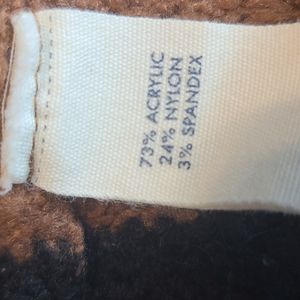 73% ACRYLIC
24% NYLON
3% SPANDEX